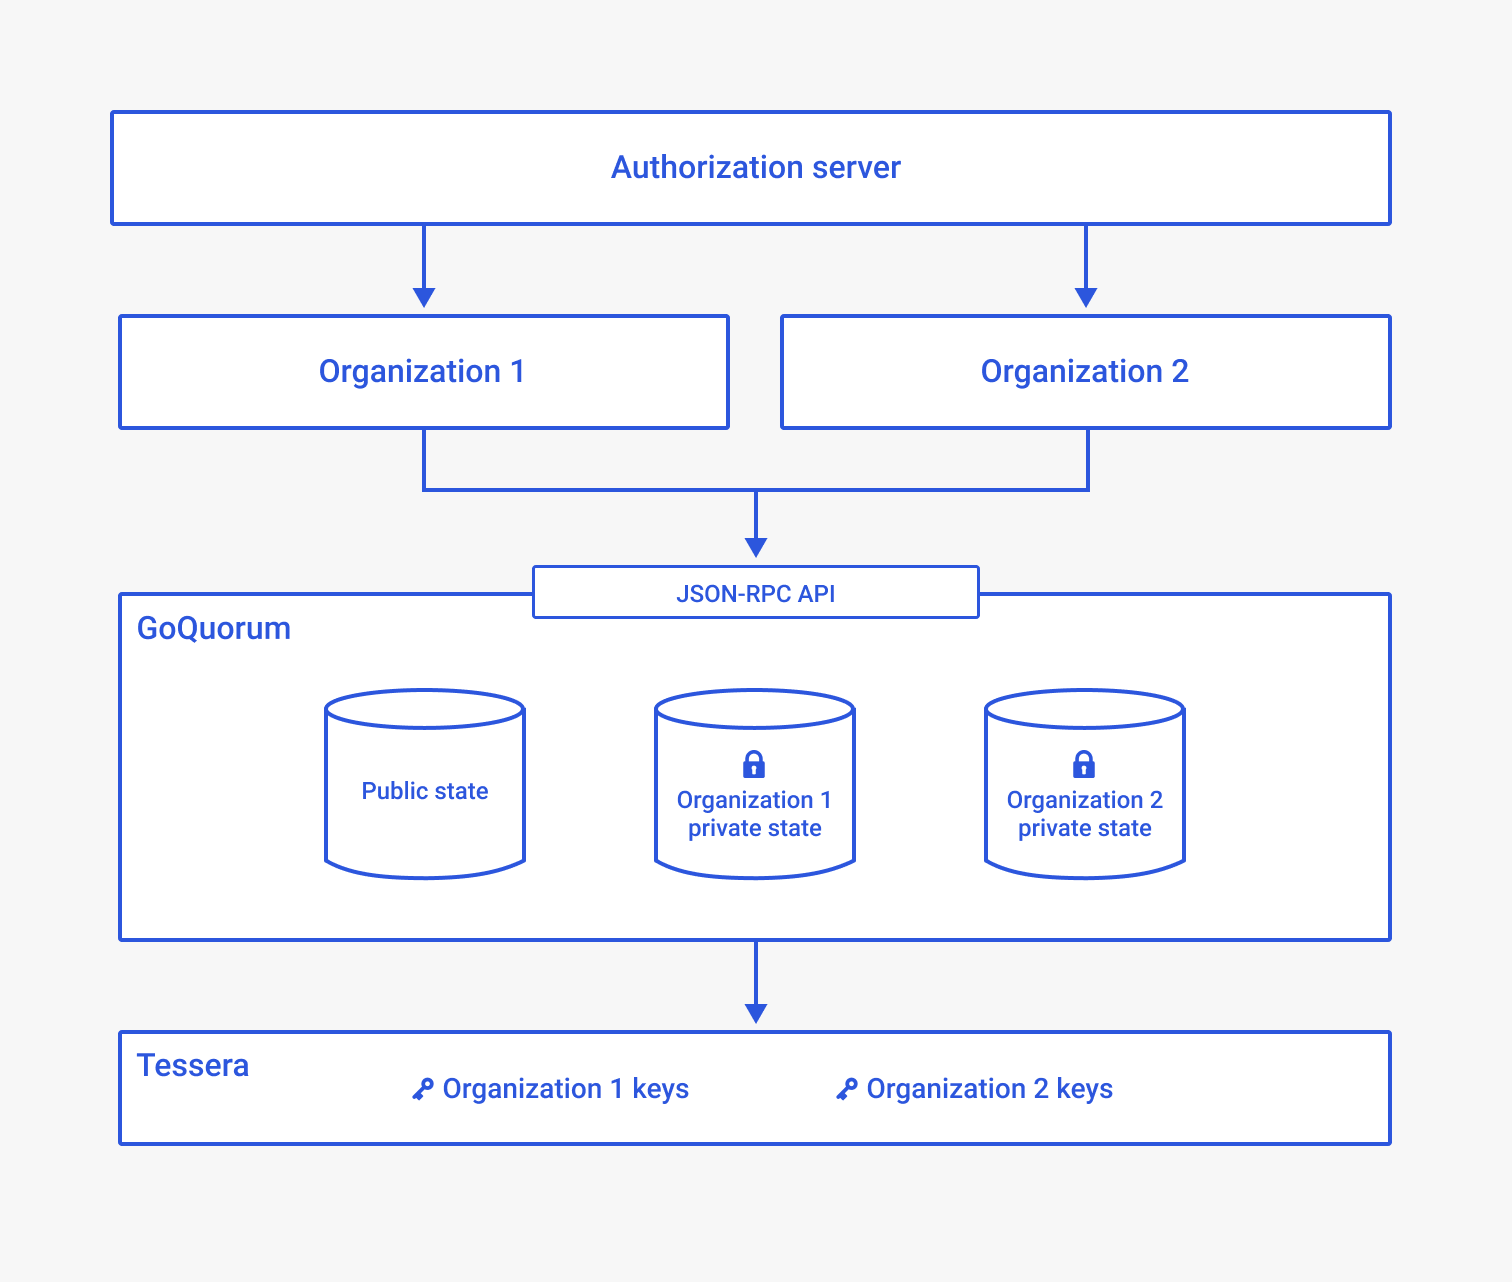 Authorization server
Organization 1
Organization 2
JSON-RPC API
GoQuorum
Public state
Organization 1
private state
Organization 2
private state
Tessera
Organization 1 keys
Organization 2 keys